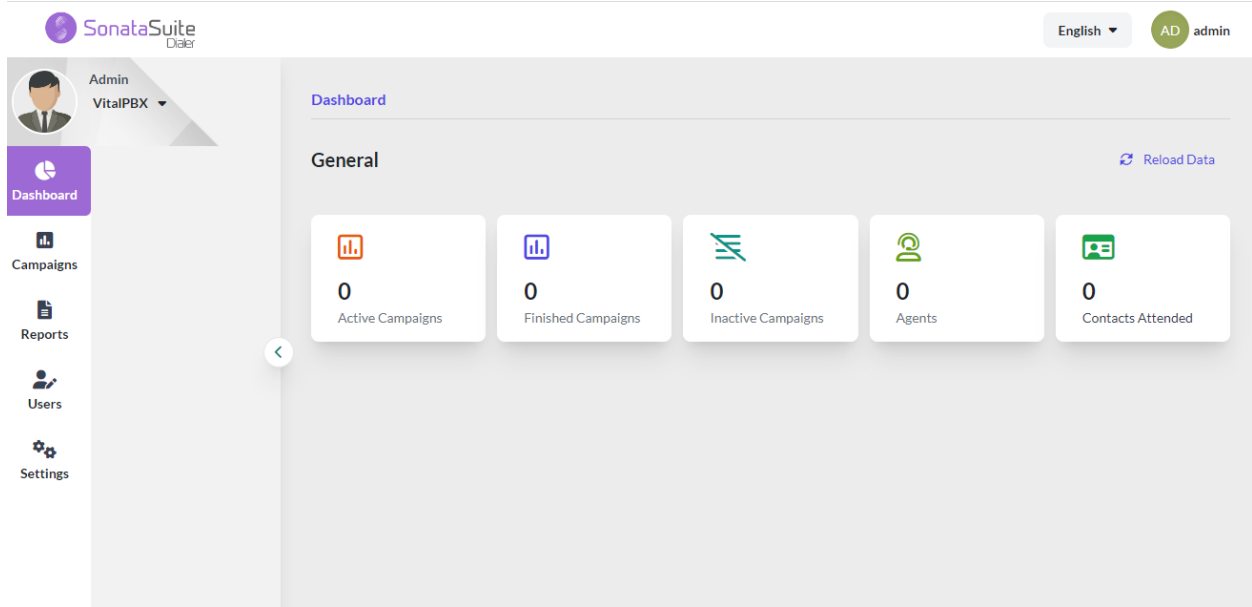 SonataSuite
Dialer
English
AD
admin
Admin
VitalPBX
Dashboard
Campaigns
Reports
Users
Settings
Dashboard
General
Reload Data
0
Active Campaigns
0
Finished Campaigns
0
Inactive Campaigns
0
Agents
0
Contacts Attended